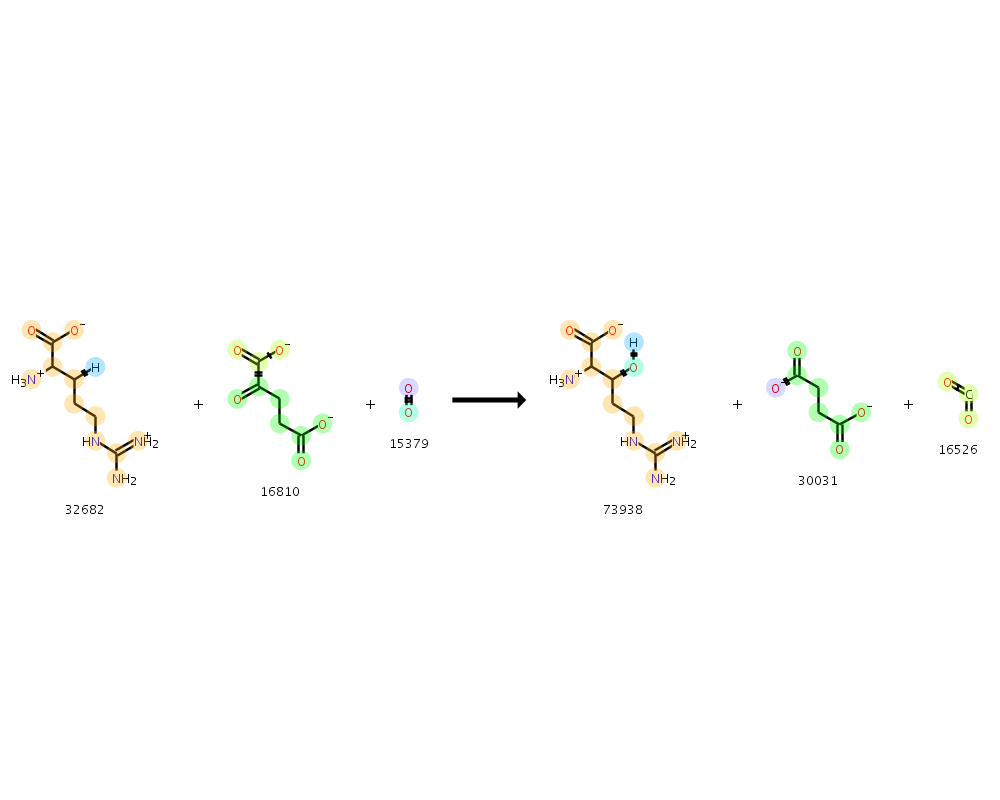 O O⁻ H H₃N⁺ HN NH₂⁺ NH₂
32682
+
O O⁻ O O⁻ O
16810
+
O O
15379
O O⁻ H O H₃N⁺ HN NH₂⁺ NH₂
73938
+
O O⁻ O⁻ O
30031
+
O C O
16526